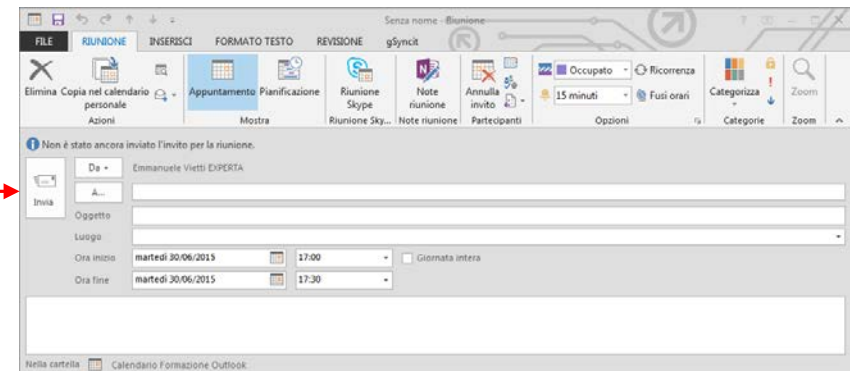 Senza nome - Riunione
FILE RIUNIONE INSERISCI FORMATO TESTO REVISIONE gSyncit
Elimina Copia nel calendario personale Appuntamento Pianificazione Riunione Skype Note riunione Annulla invito Occupato Ricorrenza Categorizza Zoom
15 minuti Fusi orari
Azioni Mostra Riunione Sky... Note riunione Partecipanti Opzioni Categorie Zoom
Non è stato ancora inviato l'invito per la riunione.
Da Emmanuele Vietti EXPERTA
A...
Invia
Oggetto
Luogo
Ora inizio martedì 30/06/2015 17:00 Giornata intera
Ora fine martedì 30/06/2015 17:30
Nella cartella Calendario Formazione Outlook